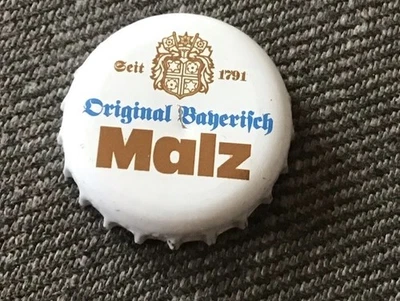 Seit 1791
Original Bayeriſch
Malz